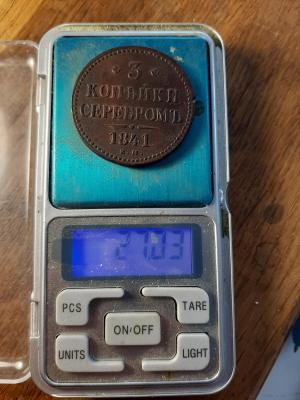 3
КОПѢЙКИ
СЕРЕБРОМЪ
1841
Е.М.
27.03
PCS
TARE
ON•OFF
UNITS
LIGHT